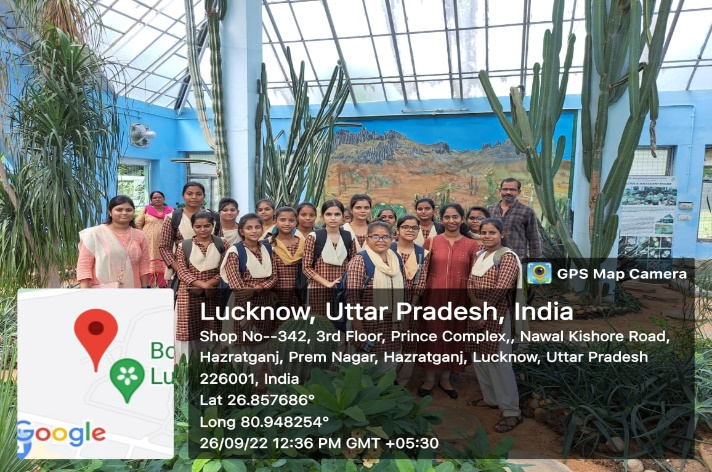 GPS Map Camera
Lucknow, Uttar Pradesh, India
Shop No--342, 3rd Floor, Prince Complex,, Nawal Kishore Road,
Hazratganj, Prem Nagar, Hazratganj, Lucknow, Uttar Pradesh
226001, India
Lat 26.857686°
Long 80.948254°
26/09/22 12:36 PM GMT +05:30
Bo
Lu
Google